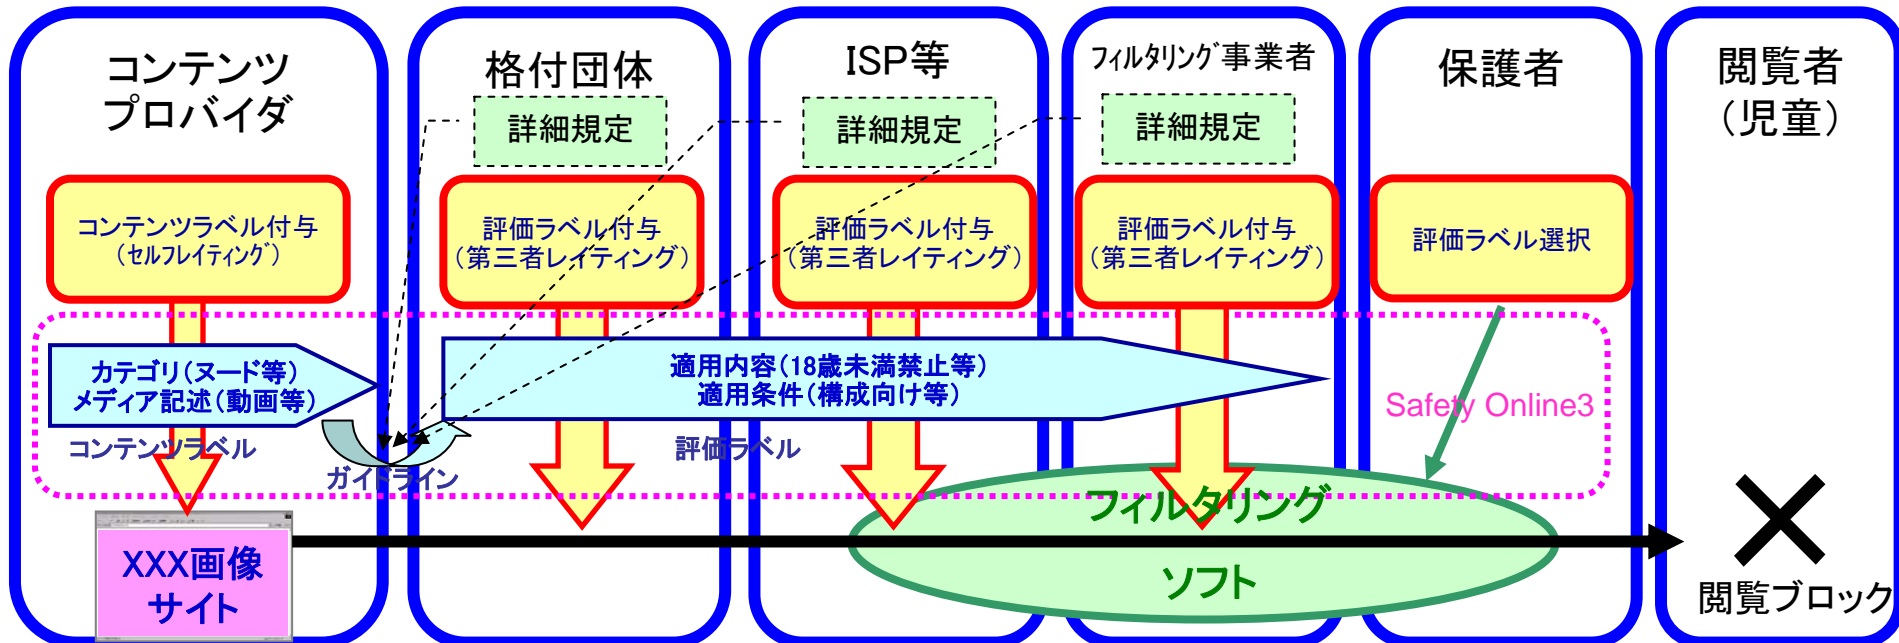 コンテンツ
プロバイダ
格付団体
ISP等
フィルタリング事業者
保護者
閲覧者
（児童）
詳細規定
詳細規定
詳細規定
コンテンツラベル付与
（セルフレイティング）
評価ラベル付与
（第三者レイティング）
評価ラベル付与
（第三者レイティング）
評価ラベル付与
（第三者レイティング）
評価ラベル選択
カテゴリ（ヌード等）
メディア記述（動画等）
適用内容（18歳未満禁止等）
適用条件（構成向け等）
Safety Online3
コンテンツラベル
ガイドライン
評価ラベル
フィルタリング
ソフト
XXX画像
サイト
閲覧ブロック